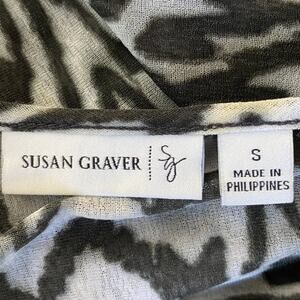 SUSAN GRAVER
sg
S
MADE IN
PHILIPPINES